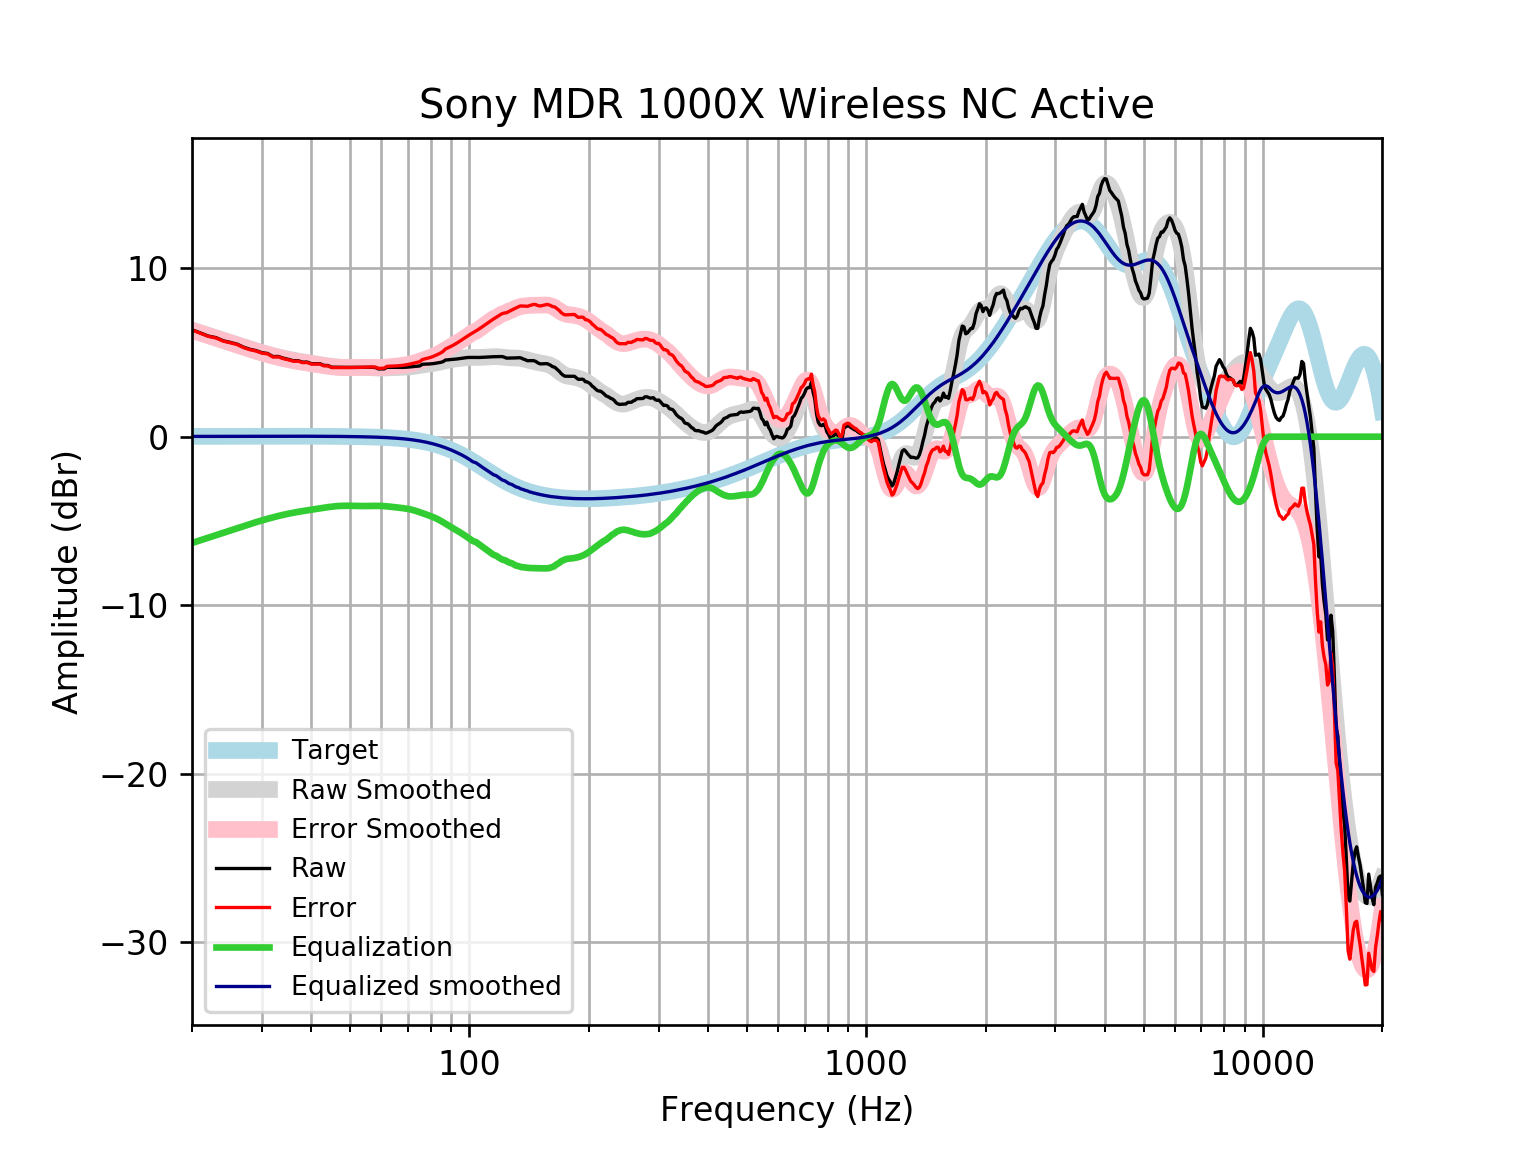 Sony MDR 1000X Wireless NC Active
10
0
−10
−20
−30
Amplitude (dBr)
Target
Raw Smoothed
Error Smoothed
Raw
Error
Equalization
Equalized smoothed
100
1000
10000
Frequency (Hz)